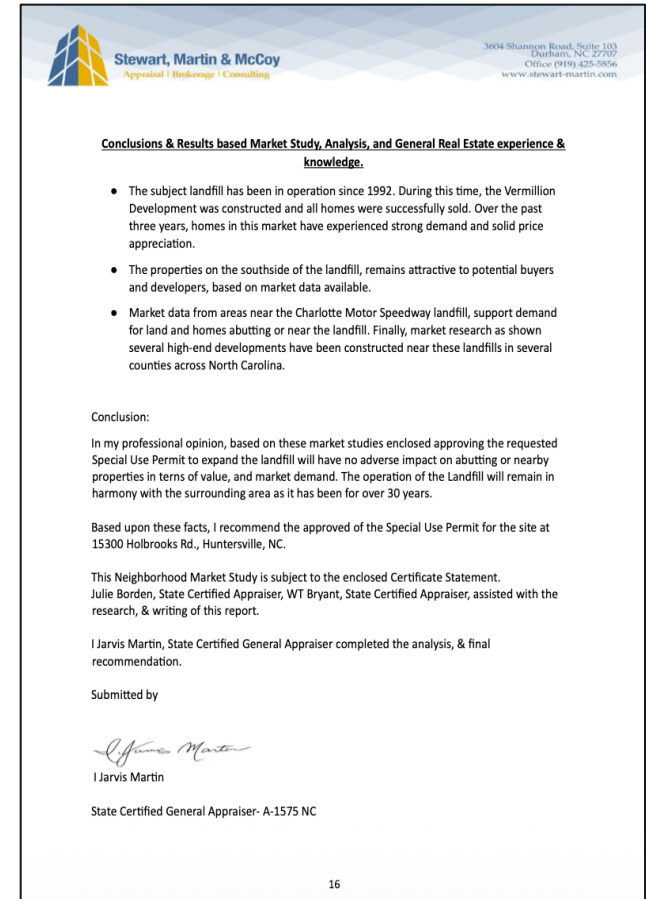 Stewart, Martin & McCoy
Appraisal | Brokerage | Consulting
3604 Shannon Road, Suite 103
Durham, NC 27707
Office (919) 425-5856
www.stewart-martin.com
Conclusions & Results based Market Study, Analysis, and General Real Estate experience &
knowledge.
● The subject landfill has been in operation since 1992. During this time, the Vermillion
Development was constructed and all homes were successfully sold. Over the past
three years, homes in this market have experienced strong demand and solid price
appreciation.
● The properties on the southside of the landfill, remains attractive to potential buyers
and developers, based on market data available.
● Market data from areas near the Charlotte Motor Speedway landfill, support demand
for land and homes abutting or near the landfill. Finally, market research as shown
several high-end developments have been constructed near these landfills in several
counties across North Carolina.
Conclusion:
In my professional opinion, based on these market studies enclosed approving the requested
Special Use Permit to expand the landfill will have no adverse impact on abutting or nearby
properties in terns of value, and market demand. The operation of the Landfill will remain in
harmony with the surrounding area as it has been for over 30 years.
Based upon these facts, I recommend the approved of the Special Use Permit for the site at
15300 Holbrooks Rd., Huntersville, NC.
This Neighborhood Market Study is subject to the enclosed Certificate Statement.
Julie Borden, State Certified Appraiser, WT Bryant, State Certified Appraiser, assisted with the
research, & writing of this report.
I Jarvis Martin, State Certified General Appraiser completed the analysis, & final
recommendation.
Submitted by
I. Jarvis Martin
I Jarvis Martin
State Certified General Appraiser- A-1575 NC
16